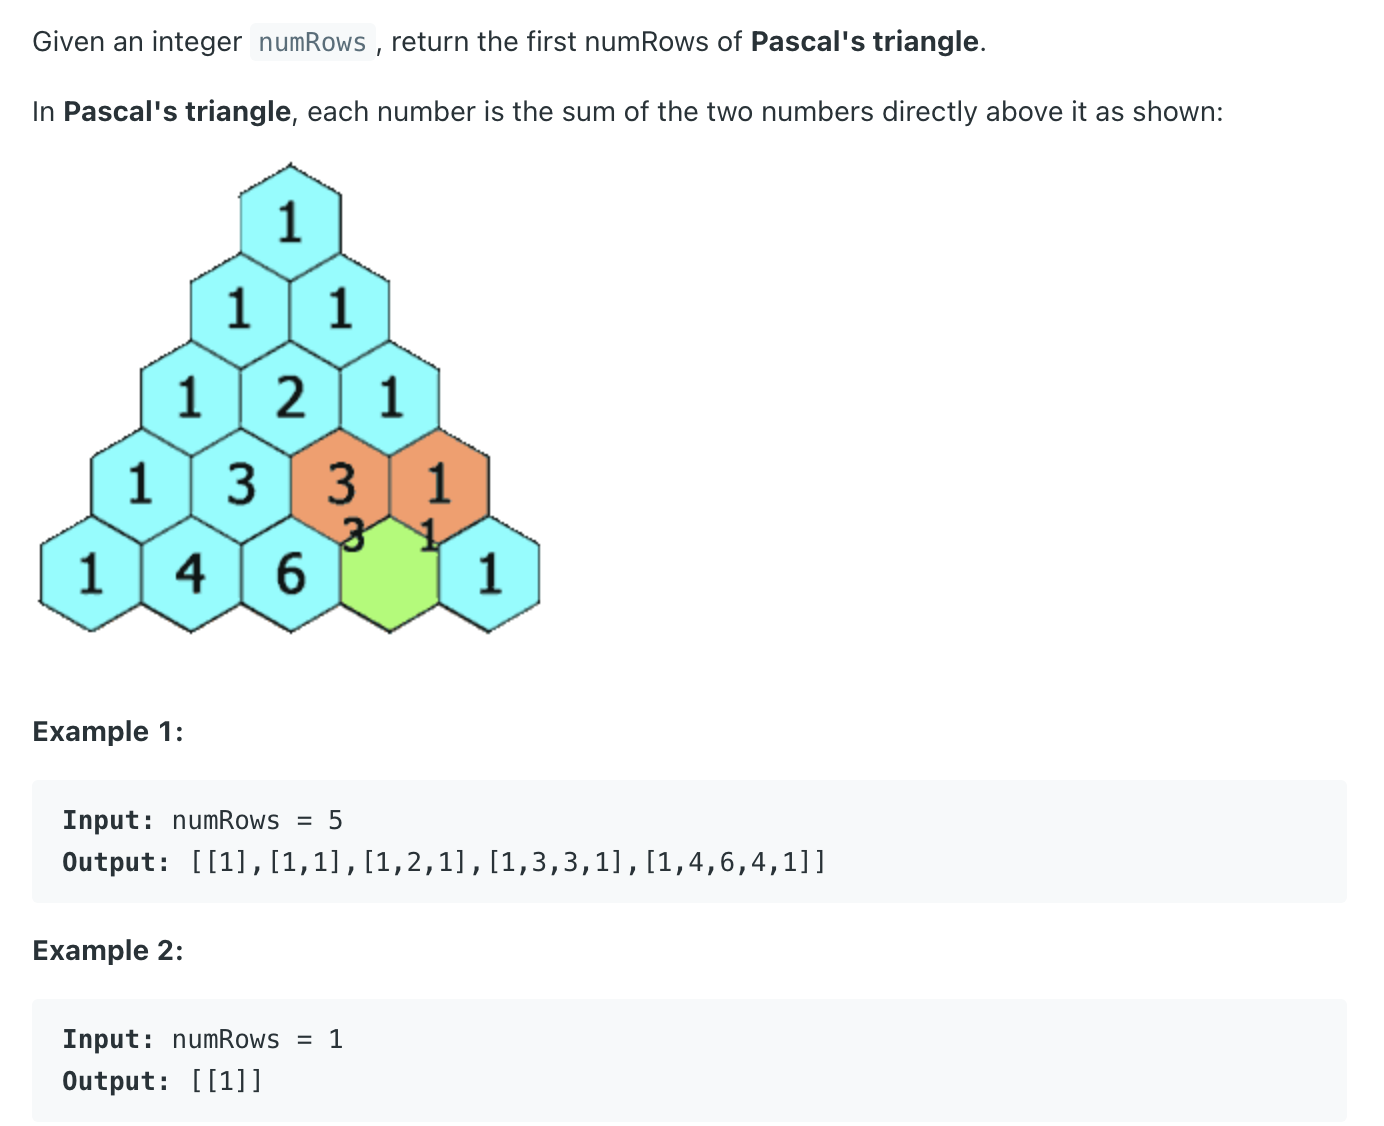 Given an integer numRows , return the first numRows of Pascal's triangle.
In Pascal's triangle, each number is the sum of the two numbers directly above it as shown:
1
1 1
1 2 1
1 3 3 1
3 1
1 4 6 1
Example 1:
Input: numRows = 5
Output: [[1],[1,1],[1,2,1],[1,3,3,1],[1,4,6,4,1]]
Example 2:
Input: numRows = 1
Output: [[1]]